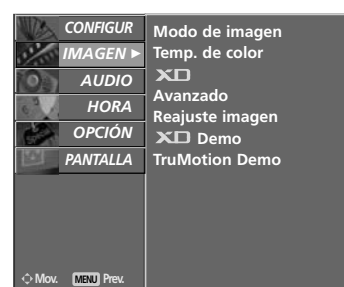 CONFIGUR
IMAGEN ►
AUDIO
HORA
OPCIÓN
PANTALLA
Mov. MENU Prev.
Modo de imagen
Temp. de color
XD
Avanzado
Reajuste imagen
XD Demo
TruMotion Demo